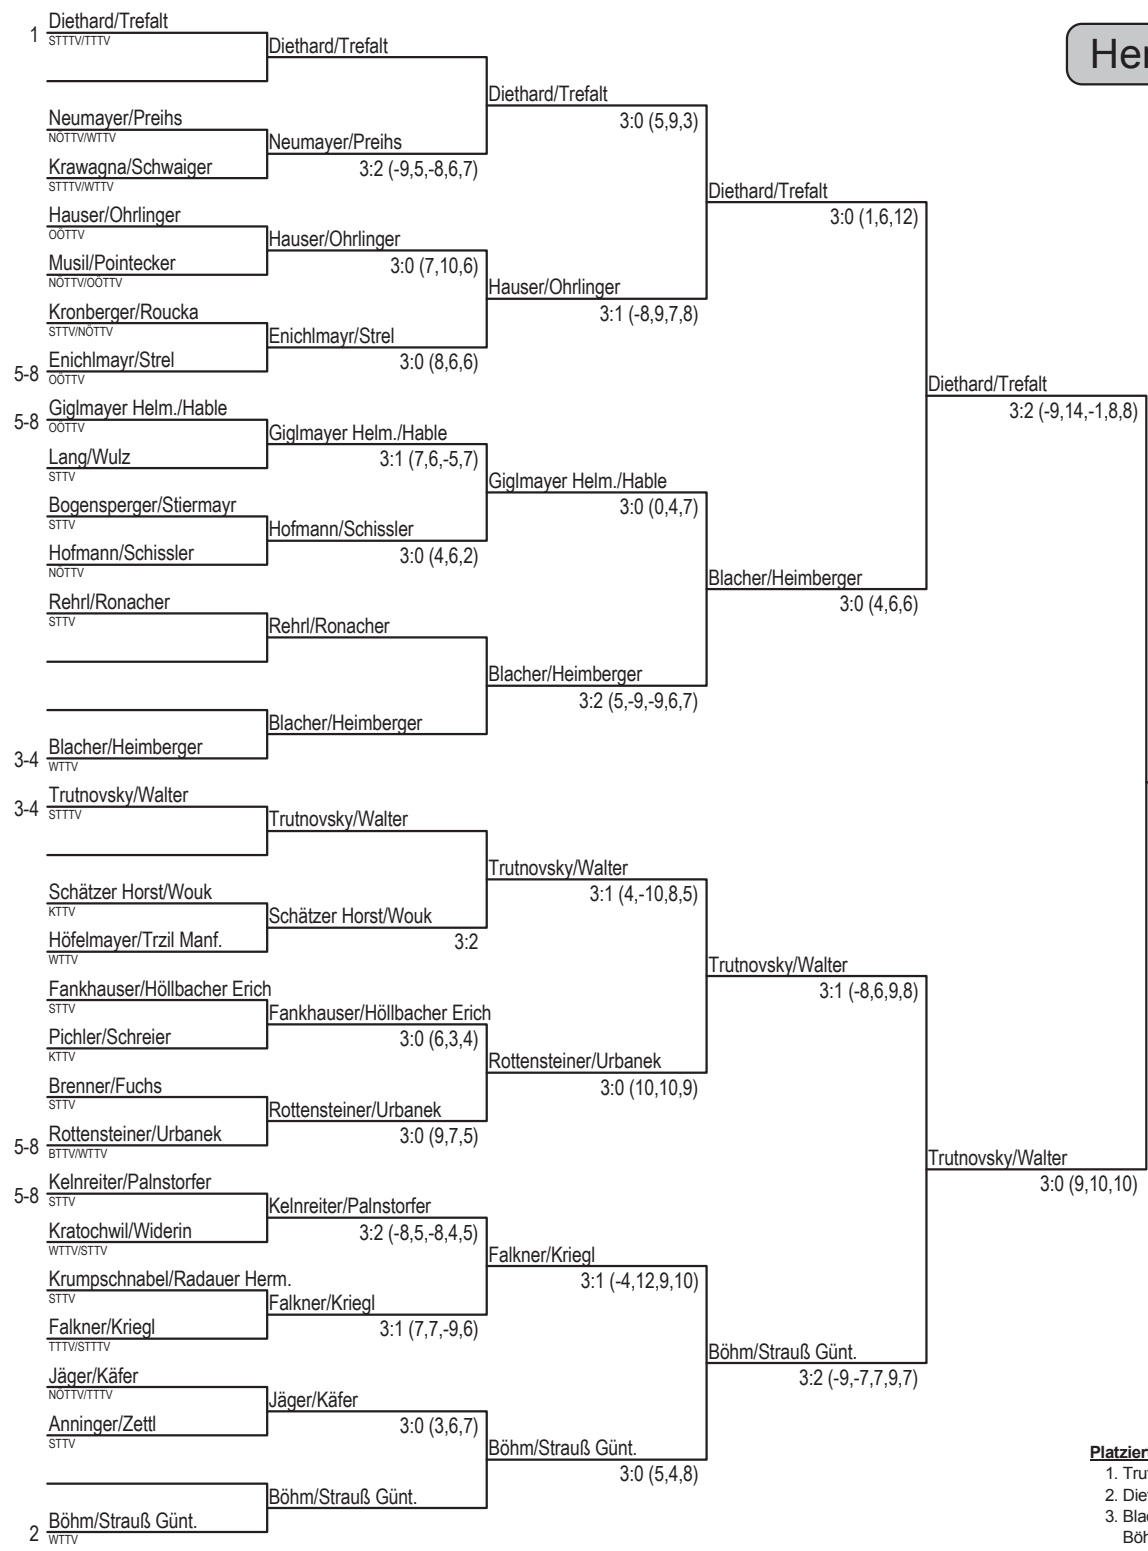 Her
1 Diethard/Trefalt
STTTV/TTTV
Neumayer/Preihs
NÖTTV/WTTV
Krawagna/Schwaiger
STTTV/WTTV
Hauser/Ohrlinger
OÖTTV
Musil/Pointecker
NÖTTV/OÖTTV
Kronberger/Roucka
STTV/NÖTTV
5-8 Enichlmayr/Strel
OÖTTV
5-8 Giglmayer Helm./Hable
OÖTTV
Lang/Wulz
STTV
Bogensperger/Stiermayr
STTV
Hofmann/Schissler
NÖTTV
Rehrl/Ronacher
STTV
3-4 Blacher/Heimberger
WTTV
3-4 Trutnovsky/Walter
STTTV
Schätzer Horst/Wouk
KTTV
Höfelmayer/Trzil Manf.
WTTV
Fankhauser/Höllbacher Erich
STTV
Pichler/Schreier
KTTV
Brenner/Fuchs
STTV
5-8 Rottensteiner/Urbanek
BTTV/WTTV
5-8 Kelnreiter/Palnstorfer
STTV
Kratochwil/Widerin
WTTV/STTV
Krumpschnabel/Radauer Herm.
STTV
Falkner/Kriegl
TTTV/STTTV
Jäger/Käfer
NÖTTV/TTTV
Anninger/Zettl
STTV
2 Böhm/Strauß Günt.
WTTV
Diethard/Trefalt
Neumayer/Preihs
3:2 (-9,5,-8,6,7)
Hauser/Ohrlinger
3:0 (7,10,6)
Enichlmayr/Strel
3:0 (8,6,6)
Giglmayer Helm./Hable
3:1 (7,6,-5,7)
Hofmann/Schissler
3:0 (4,6,2)
Rehrl/Ronacher
Blacher/Heimberger
Trutnovsky/Walter
Schätzer Horst/Wouk
3:2
Fankhauser/Höllbacher Erich
3:0 (6,3,4)
Rottensteiner/Urbanek
3:0 (9,7,5)
Kelnreiter/Palnstorfer
3:2 (-8,5,-8,4,5)
Falkner/Kriegl
3:1 (7,7,-9,6)
Jäger/Käfer
3:0 (3,6,7)
Böhm/Strauß Günt.
Diethard/Trefalt
3:0 (5,9,3)
Hauser/Ohrlinger
3:1 (-8,9,7,8)
Giglmayer Helm./Hable
3:0 (0,4,7)
Blacher/Heimberger
3:2 (5,-9,-9,6,7)
Trutnovsky/Walter
3:1 (4,-10,8,5)
Rottensteiner/Urbanek
3:0 (10,10,9)
Falkner/Kriegl
3:1 (-4,12,9,10)
Böhm/Strauß Günt.
3:0 (5,4,8)
Diethard/Trefalt
3:0 (1,6,12)
Blacher/Heimberger
3:0 (4,6,6)
Trutnovsky/Walter
3:1 (-8,6,9,8)
Böhm/Strauß Günt.
3:2 (-9,-7,7,9,7)
Diethard/Trefalt
3:2 (-9,14,-1,8,8)
Trutnovsky/Walter
3:0 (9,10,10)
Platzier
1. Tru
2. Die
3. Bla
Böh